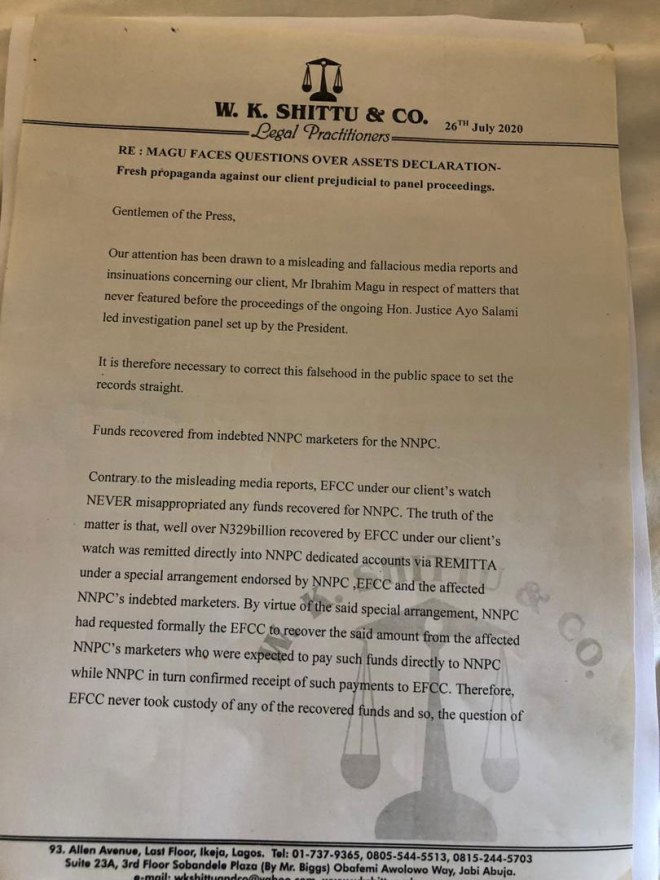 W. K. SHITTU & CO.
Legal Practitioners
26TH July 2020
RE : MAGU FACES QUESTIONS OVER ASSETS DECLARATION-
Fresh propaganda against our client prejudicial to panel proceedings.
Gentlemen of the Press,
Our attention has been drawn to a misleading and fallacious media reports and
insinuations concerning our client, Mr Ibrahim Magu in respect of matters that
never featured before the proceedings of the ongoing Hon. Justice Ayo Salami
led investigation panel set up by the President.
It is therefore necessary to correct this falsehood in the public space to set the
records straight.
Funds recovered from indebted NNPC marketers for the NNPC.
Contrary to the misleading media reports, EFCC under our client's watch
NEVER misappropriated any funds recovered for NNPC. The truth of the
matter is that, well over N329billion recovered by EFCC under our client's
watch was remitted directly into NNPC dedicated accounts via REMITTA
under a special arrangement endorsed by NNPC ,EFCC and the affected
NNPC's indebted marketers. By virtue of the said special arrangement, NNPC
had requested formally the EFCC to recover the said amount from the affected
NNPC's marketers who were expected to pay such funds directly to NNPC
while NNPC in turn confirmed receipt of such payments to EFCC. Therefore,
EFCC never took custody of any of the recovered funds and so, the question of
W. K. SHITTU & CO.
93. Allen Avenue, Last Floor, Ikeja, Lagos. Tel: 01-737-9365, 0805-544-5513, 0815-244-5703
Suite 23A, 3rd Floor Sobandele Plaza (By Mr. Biggs) Obafemi Awolowo Way, Jabi Abuja.
e-mail: